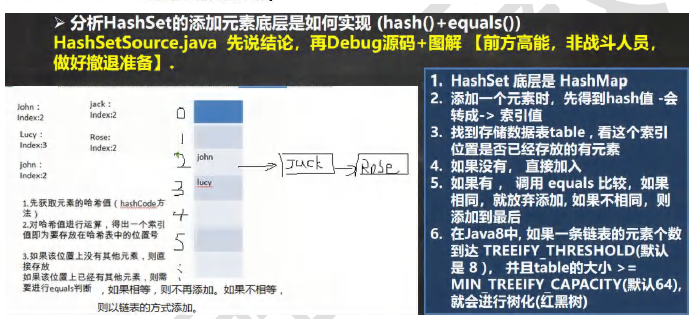 ➢ 分析HashSet的添加元素底层是如何实现 (hash()+equals())
HashSetSource.java 先说结论，再Debug源码+图解 【前方高能，非战斗人员，
做好撤退准备】.
John：
Index:2
jack：
Index:2
Lucy：
Index:3
Rose:
Index:2
john：
Index:2
0
1
2 john
Jack
Rose
3 lucy
4
5
1.先获取元素的哈希值（hashCode方
法）
2.对哈希值进行运算，得出一个索引
值即为要存放在哈希表中的位置号
3.如果该位置上没有其他元素，则直
接存放
如果该位置上已经有其他元素，则需
要进行equals判断 ，如果相等，则不再添加。如果不相等，
则以链表的方式添加。
1. HashSet 底层是 HashMap
2. 添加一个元素时，先得到hash值 -会
转成-> 索引值
3. 找到存储数据表table，看这个索引
位置是否已经存放的有元素
4. 如果没有， 直接加入
5. 如果有 ， 调用 equals 比较，如果
相同，就放弃添加, 如果不相同，则
添加到最后
6. 在Java8中, 如果一条链表的元素个数
到达 TREEIFY_THRESHOLD(默认
是 8 )， 并且table的大小 >=
MIN_TREEIFY_CAPACITY(默认64),
就会进行树化(红黑树)